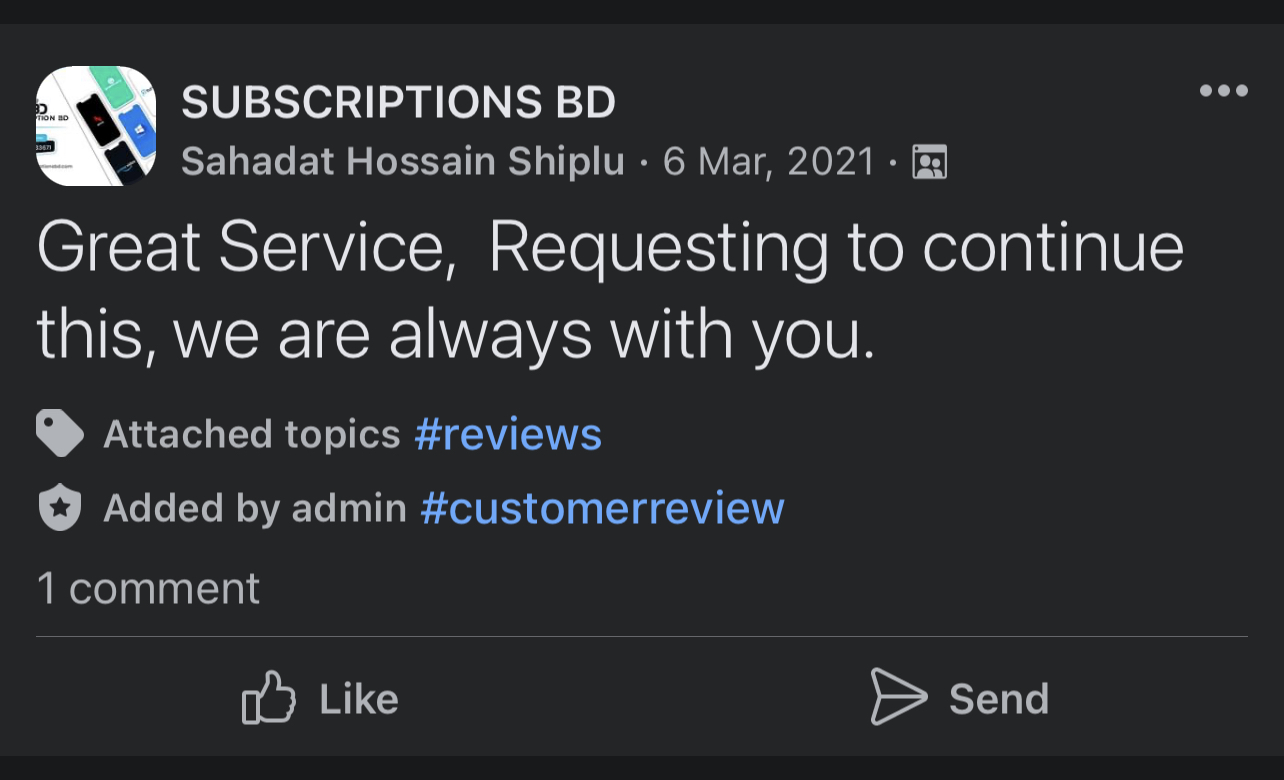 SUBSCRIPTIONS BD
Sahadat Hossain Shiplu · 6 Mar, 2021 ·
Great Service,  Requesting to continue
this, we are always with you.
Attached topics #reviews
Added by admin #customerreview
1 comment
Like
Send